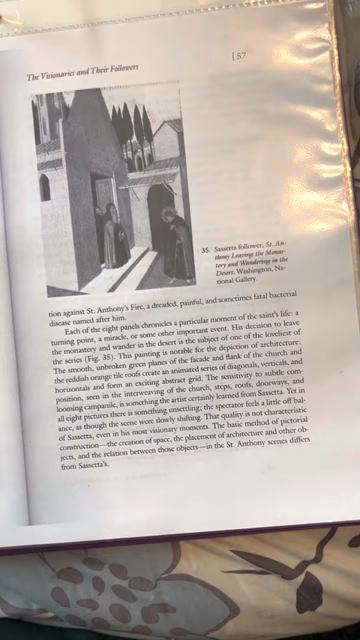 The Visionaries and Their Followers
[ 57
35. Sassetta follower, St. An-
thony Leaving the Monas-
tery and Wandering in the
Desert. Washington, Na-
tional Gallery.
tion against St. Anthony's Fire, a dreaded, painful, and sometimes fatal bacterial
disease named after him.
Each of the eight panels chronicles a particular moment of the saint's life: a
turning point, a miracle, or some other important event. His decision to leave
the monastery and wander in the desert is the subject of one of the loveliest of
the series (Fig. 35). This painting is notable for the depiction of architecture.
The smooth, unbroken green planes of the facade and flank of the church and
the reddish orange tile roofs create an animated series of diagonals, verticals, and
horizontals and form an exciting abstract grid. The sensitivity to subtle com-
position, seen in the interweaving of the church, steps, roofs, doorways, and
looming campanile, is something the artist certainly learned from Sassetta. Yet in
all eight pictures there is something unsettling; the spectator feels a little off bal-
ance, as though the scene were slowly shifting. That quality is not characteristic
of Sassetta, even in his most visionary moments. The basic method of pictorial
construction—the creation of space, the placement of architecture and other ob-
jects, and the relation between those objects—in the St. Anthony scenes differs
from Sassetta's.